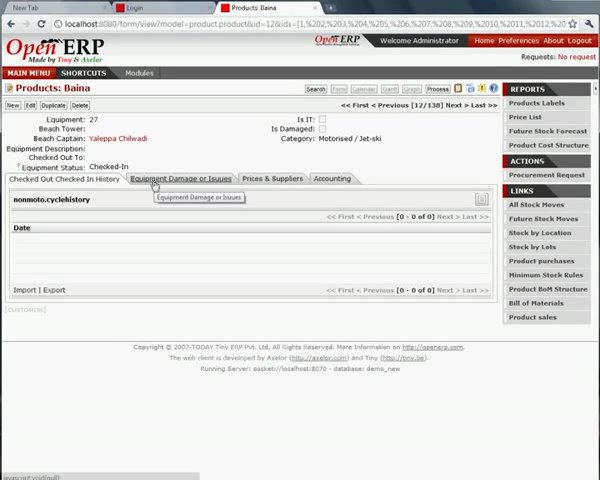 New Tab
Login
Products: Baina
localhost:8080/form/view?model=product.product&id=12&ids=[1,%202,%203,%204,%205,%206,%207,%208,%209,%2010,%2011,%2012,%
Open ERP
Made by Tiny & Axelor
Open ERP
Welcome Administrator
Home Preferences About Logout
Requests: No request
MAIN MENU SHORTCUTS Modules
Products: Baina
Search Form Calendar Gantt Graph Process
New Edit Duplicate Delete
<< First < Previous [12/138] Next > Last >>
Equipment: 27
Is IT:
Beach Tower:
Is Damaged:
Beach Captain: Yaleppa Chilwadi
Category: Motorised / Jet-ski
Equipment Description:
Checked Out To:
? Equipment Status: Checked-In
Checked Out Checked In History
Equipment Damage or Isuues
Prices & Suppliers
Accounting
Equipment Damage or Isuues
nonmoto.cyclehistory
<< First < Previous [0 - 0 of 0] Next > Last >>
Date
Import | Export
<< First < Previous [0 - 0 of 0] Next > Last >>
[CUSTOMISE]
REPORTS
Products Labels
Price List
Future Stock Forecast
Product Cost Structure
ACTIONS
Procurement Request
LINKS
All Stock Moves
Future Stock Moves
Stock by Location
Stock by Lots
Product purchases
Minimum Stock Rules
Product BoM Structure
Bill of Materials
Product sales
Copyright © 2007-TODAY Tiny ERP Pvt. Ltd. All Rights Reserved. More Information on http://openerp.com.
The web client is developed by Axelor (http://axelor.com) and Tiny (http://tiny.be)
Running Server: socket://localhost:8070 - database: demo_new
javascript:void(null);